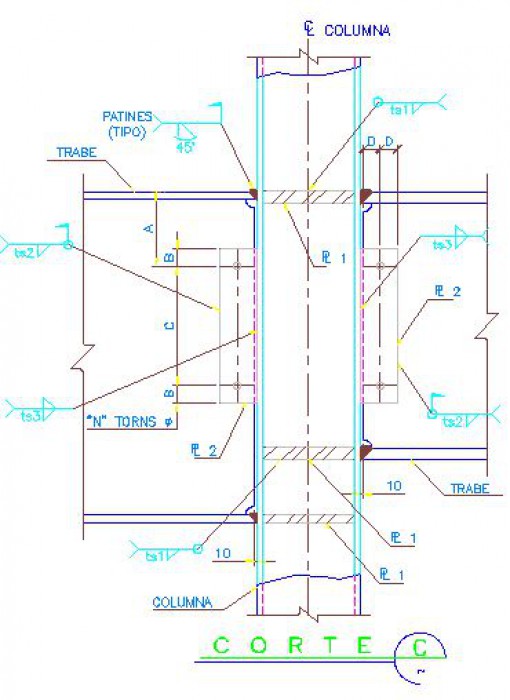 ℄ COLUMNA
PATINES
(TIPO)
45°
ts1
D D
TRABE
A
℄ 1
ts2
B
ts3
℄ 2
C
B
ts3
"N" TORNS ø
ts2
℄ 2
10
TRABE
ts1
10
℄ 1
℄ 1
COLUMNA
CORTE C
~